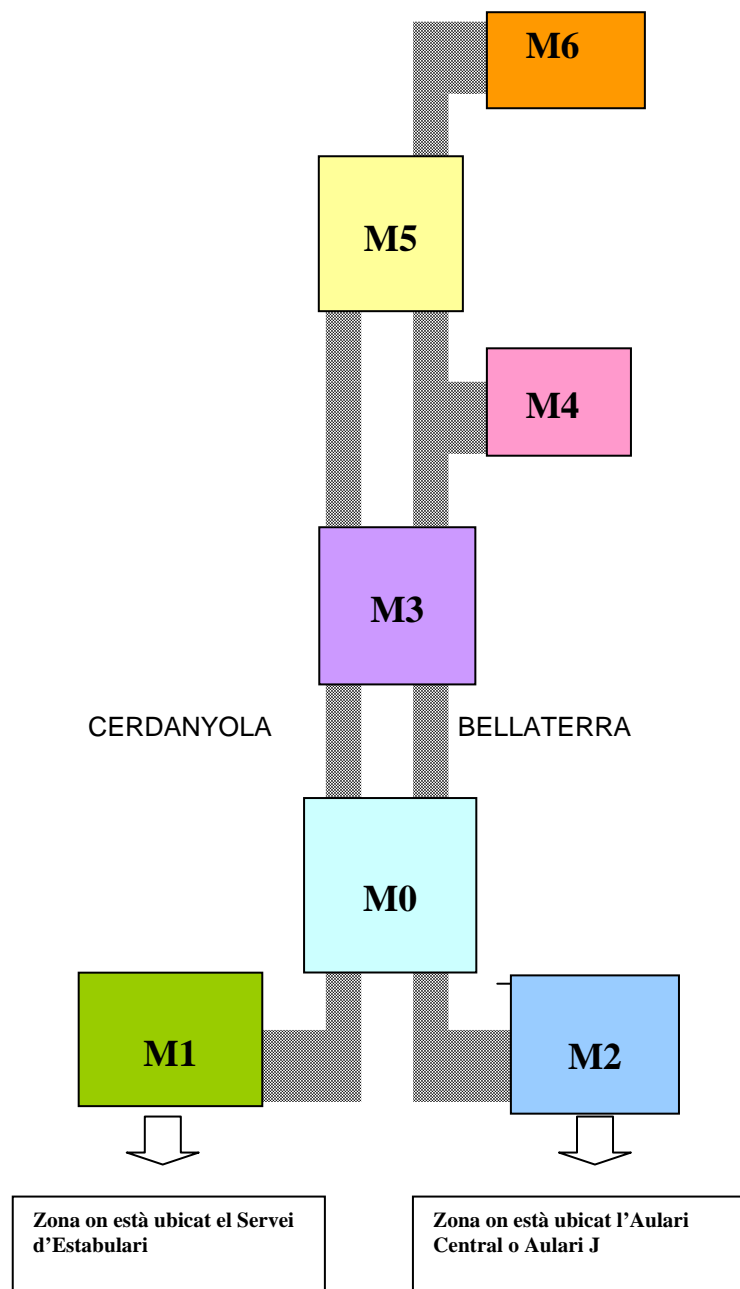 M6
M5
M4
M3
CERDANYOLA
BELLATERRA
M0
M1
M2
Zona on està ubicat el Servei
d'Estabulari
Zona on està ubicat l'Aulari
Central o Aulari J